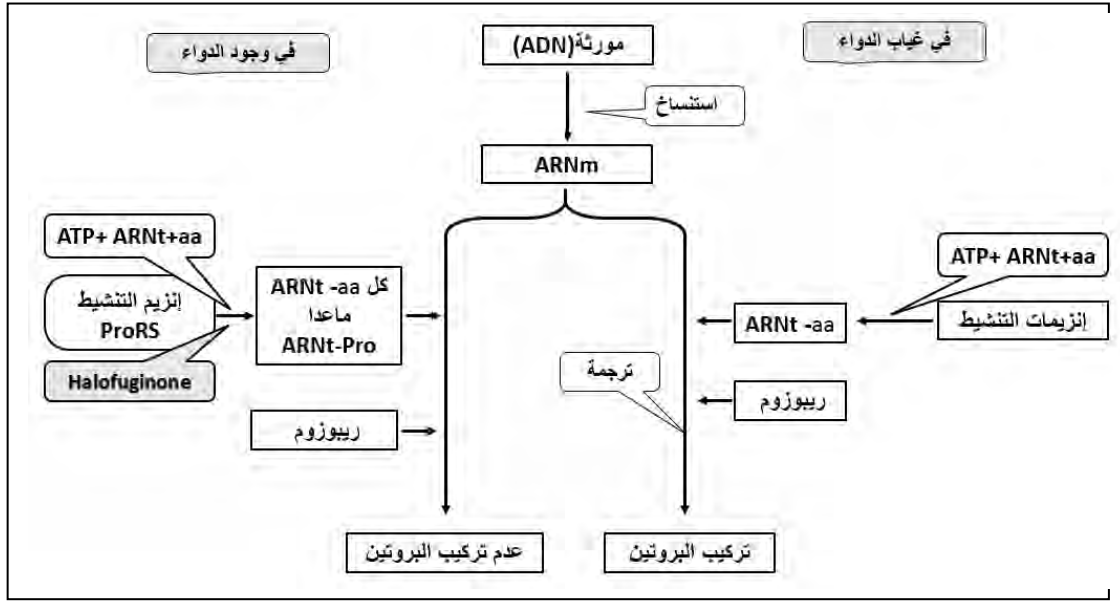 في غياب الدواء
مورثة(ADN)
في وجود الدواء
استنساخ
ARNm
ATP+ ARNt+aa
إنزيمات التنشيط
ARNt -aa
ريبوزوم
ترجمة
تركيب البروتين
ATP+ ARNt+aa
إنزيم التنشيط
ProRS
Halofuginone
كل ARNt -aa
ماعدا
ARNt-Pro
ريبوزوم
عدم تركيب البروتين